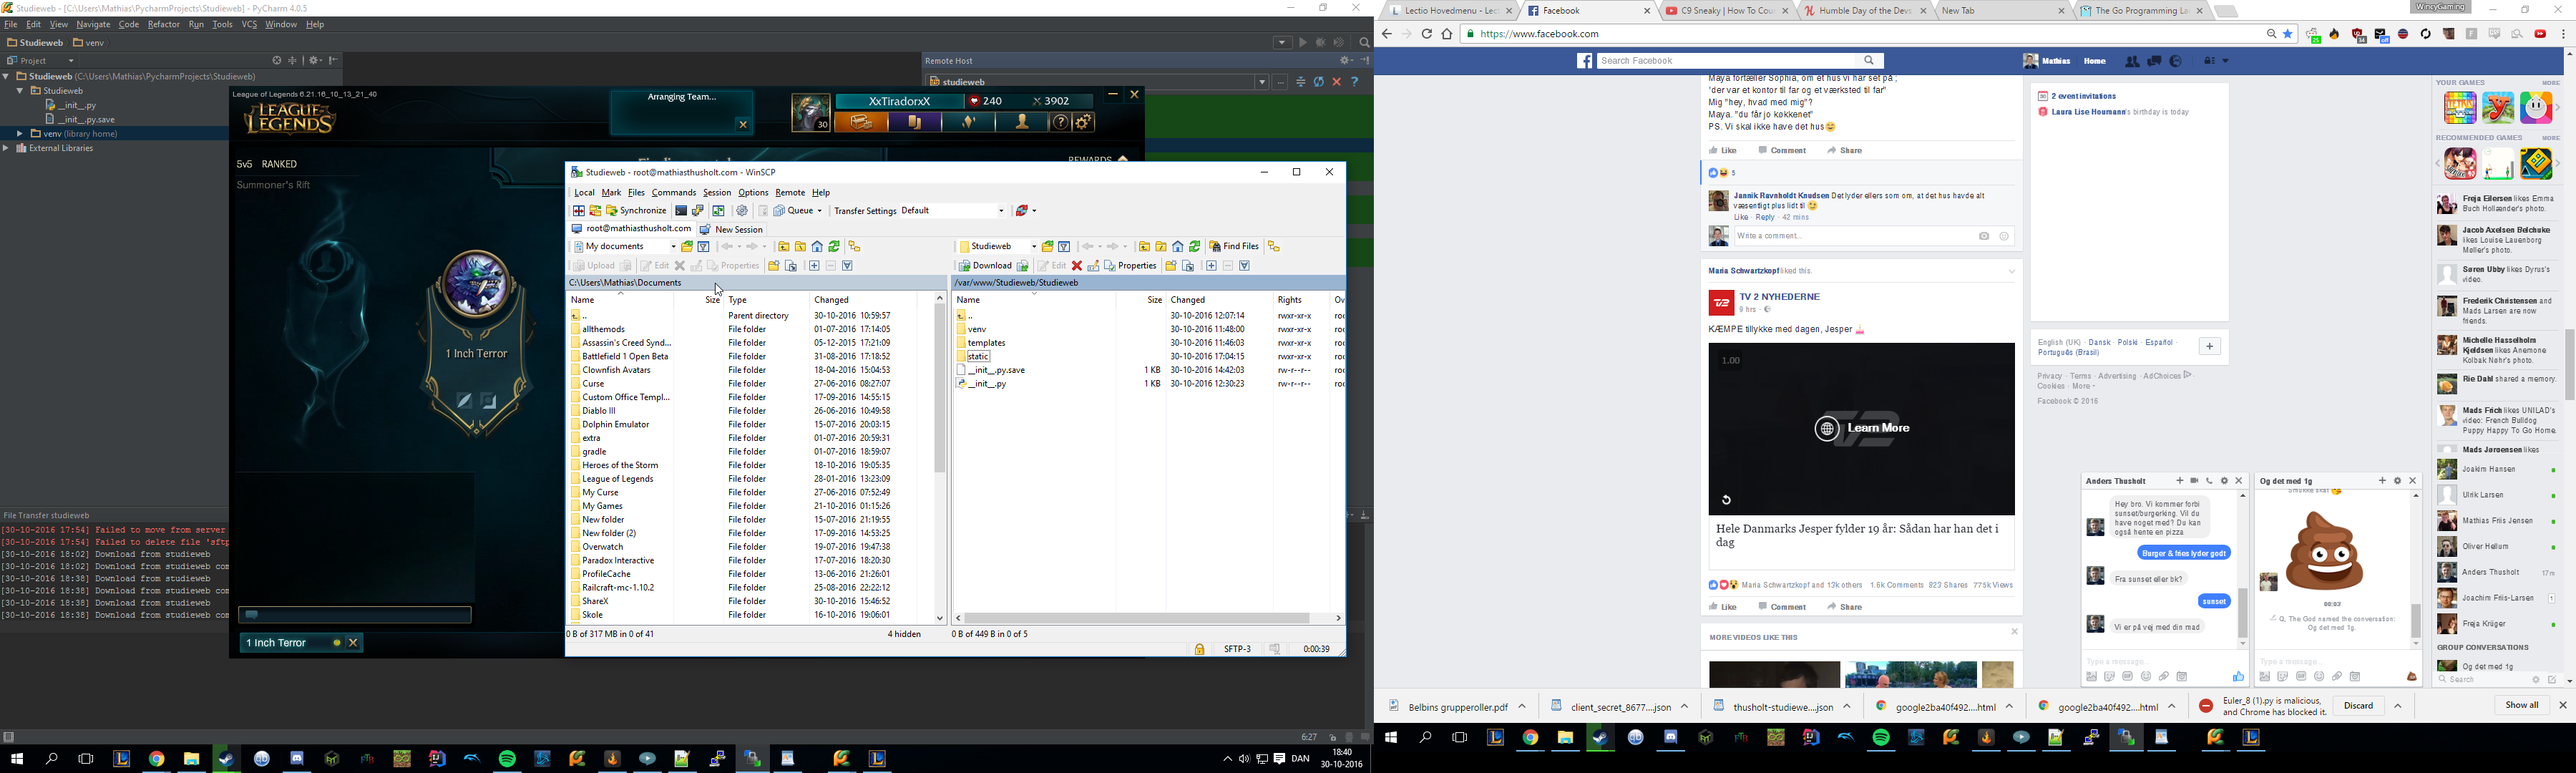 Studieweb - [C:\Users\Mathias\PycharmProjects\Studieweb] - PyCharm 4.0.5
File Edit View Navigate Code Refactor Run Tools VCS Window Help
Studieweb venv
Project
Studieweb (C:\Users\Mathias\PycharmProjects\Studieweb)
Studieweb
__init__.py
__init__.py.save
venv (library home)
External Libraries
Remote Host
studieweb
League of Legends 6.21.16_10_13_21_40
LEAGUE of LEGENDS
Arranging Team...
30
XxTiradorxX 240 3902
5v5 RANKED
Summoner's Rift
REWARDS
1 Inch Terror
1 Inch Terror
Studieweb - root@mathiasthusholt.com - WinSCP
Local Mark Files Commands Session Options Remote Help
Synchronize Queue Transfer Settings Default
root@mathiasthusholt.com New Session
My documents
Upload Edit Properties
C:\Users\Mathias\Documents
Name Size Type Changed
.. Parent directory 30-10-2016 10:59:57
allthemods File folder 01-07-2017 17:14:05
Assassin's Creed Synd... File folder 05-12-2015 17:21:09
Battlefield 1 Open Beta File folder 31-08-2016 17:18:52
Clownfish Avatars File folder 18-04-2016 15:04:53
Curse File folder 27-06-2016 08:27:07
Custom Office Templ... File folder 17-09-2016 14:55:15
Diablo III File folder 26-06-2016 10:49:58
Dolphin Emulator File folder 15-07-2016 20:03:15
extra File folder 01-07-2016 20:59:31
gradle File folder 01-07-2016 18:59:07
Heroes of the Storm File folder 18-10-2016 19:05:35
League of Legends File folder 28-01-2016 13:23:09
My Curse File folder 27-06-2016 07:52:49
My Games File folder 21-10-2016 01:15:26
New folder File folder 15-07-2016 21:19:55
New folder (2) File folder 17-09-2016 14:53:25
Overwatch File folder 19-07-2016 19:47:38
Paradox Interactive File folder 17-07-2016 18:20:30
ProfileCache File folder 13-06-2016 21:26:01
Railcraft-mc-1.10.2 File folder 25-08-2016 22:22:12
ShareX File folder 30-10-2016 15:46:52
Skole File folder 16-10-2016 19:06:01
0 B of 317 MB in 0 of 41 4 hidden
Studieweb Find Files
Download Edit Properties
/var/www/Studieweb/Studieweb
Name Size Changed Rights Ov
.. 30-10-2016 12:07:14 rwxr-xr-x roo
venv 30-10-2016 11:48:00 rwxr-xr-x roo
templates 30-10-2016 11:46:03 rwxr-xr-x roo
static 30-10-2016 17:04:15 rwxr-xr-x roo
__init__.py.save 1 KB 30-10-2016 14:42:03 rw-r--r-- roo
__init__.py 1 KB 30-10-2016 12:30:23 rw-r--r-- roo
0 B of 449 B in 0 of 5
SFTP-3 0:00:39
File Transfer studieweb
[30-10-2016 17:54] Failed to move from server
[30-10-2016 17:54] Failed to delete file 'sftp
[30-10-2016 18:02] Download from studieweb
[30-10-2016 18:02] Download from studieweb com
[30-10-2016 18:38] Download from studieweb
[30-10-2016 18:38] Download from studieweb com
[30-10-2016 18:38] Download from studieweb
[30-10-2016 18:38] Download from studieweb com
6:27
DAN
18:40
30-10-2016
Lectio Hovedmenu - Lect Facebook C9 Sneaky | How To Cou Humble Day of the Devs New Tab The Go Programming La
WincyGaming
https://www.facebook.com
Search Facebook
Mathias Home
Maya fortæller Sophia, om et hus vi har set på ;
'der var et kontor til far og et værksted til far"
Mig "hey, hvad med mig"?
Maya. "du får jo køkkenet"
PS. Vi skal ikke have det hus
Like Comment Share
5
Jannik Ravnholdt Knudsen Det lyder ellers som om, at det hus havde alt
væsentligt plus lidt til
Like · Reply · 42 mins
Write a comment...
Maria Schwartzkopf liked this.
TV 2 NYHEDERNE
9 hrs
KÆMPE tillykke med dagen, Jesper
1.00
Learn More
Hele Danmarks Jesper fylder 19 år: Sådan har han det i
dag
Maria Schwartzkopf and 13k others 1.6k Comments 823 Shares 775k Views
Like Comment Share
MORE VIDEOS LIKE THIS
2 event invitations
Laura Lise Houmann's birthday is today
English (UK) · Dansk · Polski · Español ·
Português (Brasil)
Privacy · Terms · Advertising · AdChoices
Cookies · More
Facebook © 2016
YOUR GAMES MORE
RECOMMENDED GAMES MORE
Freja Eilersen likes Emma
Buch Hollænder's photo.
Jacob Axelsen Belchuke
likes Louise Lauenborg
Møller's photo.
Søren Ubby likes Dyrus's
video.
Frederik Christensen and
Mads Larsen are now
friends.
Michelle Hasselholm
Kjeldsen likes Anemone
Kolbak Nehr's photo.
Rie Dahl shared a memory.
Mads Frich likes UNILAD's
video: French Bulldog
Puppy Happy To Go Home.
Mads Jørgensen likes
Joakim Hansen
Ulrik Larsen
Mathias Friis Jensen
Oliver Hellum
Anders Thusholt 17m
Joachim Friis-Larsen 1
Freja Krüger
GROUP CONVERSATIONS
Og det med 1g
Search
Anders Thusholt
Hey bro. Vi kommer forbi
sunset/burgerking. Vil du
have noget med? Du kan
også hente en pizza
Burger & fries lyder godt
Fra sunset eller bk?
sunset
Vi er på vej med din mad
Type a message...
Og det med 1g
00:02
Q, The God named the conversation:
Og det med 1g.
Type a message...
Belbins grupperoller.pdf client_secret_8677....json thusholt-studiewe....json google2ba40f492....html google2ba40f492....html
Euler_8 (1).py is malicious,
and Chrome has blocked it.
Discard
Show all